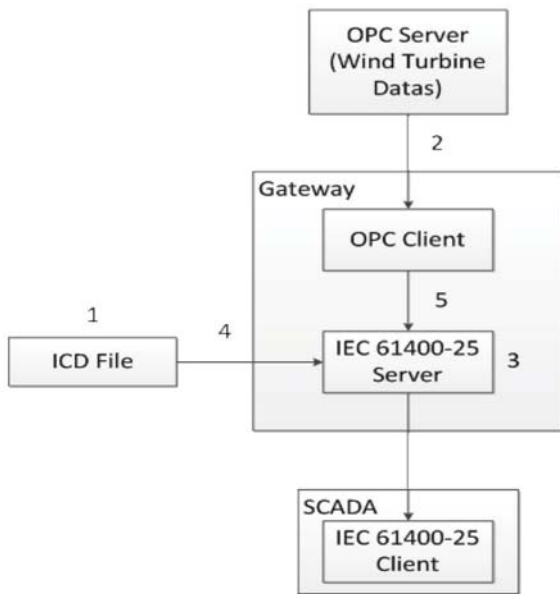 OPC Server
(Wind Turbine
Datas)
2
Gateway
OPC Client
5
1
4
ICD File
IEC 61400-25
Server
3
SCADA
IEC 61400-25
Client